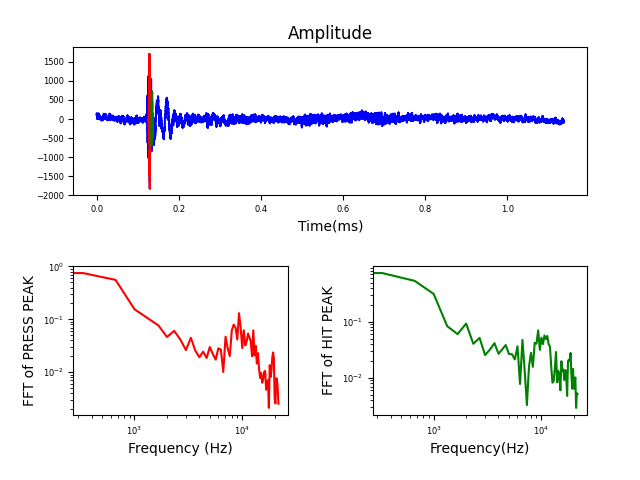 Amplitude
1500
1000
500
0
−500
−1000
−1500
−2000
0.0 0.2 0.4 0.6 0.8 1.0
Time(ms)
FFT of PRESS PEAK
10⁰
10⁻¹
10⁻²
10³ 10⁴
Frequency (Hz)
FFT of HIT PEAK
10⁻¹
10⁻²
10³ 10⁴
Frequency(Hz)